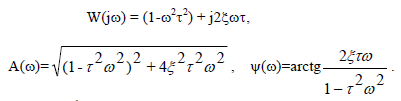 W(jω) = (1-ω²τ²) + j2ξωτ,
A(ω)=√((1-τ²ω²)²+4ξ²τ²ω²) , ψ(ω)=arctg 2ξτω/(1-τ²ω²) .